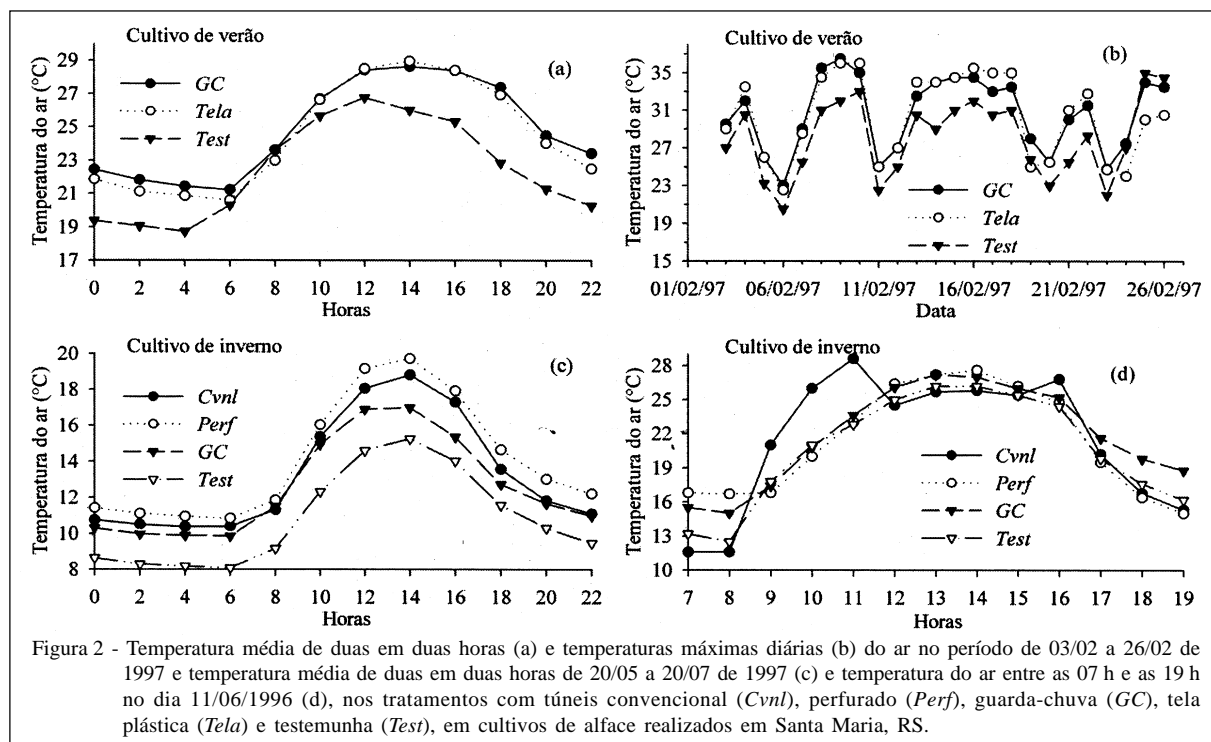 Cultivo de verão
(a)
GC
Tela
Test
Temperatura do ar (°C)
29
27
25
23
21
19
17
0 2 4 6 8 10 12 14 16 18 20 22
Horas
Cultivo de verão
(b)
GC
Tela
Test
Temperatura do ar (°C)
35
31
27
23
19
15
01/02/97 06/02/97 11/02/97 16/02/97 21/02/97 26/02/97
Data
Cultivo de inverno
(c)
Cvnl
Perf
GC
Test
Temperatura do ar (°C)
20
18
16
14
12
10
8
0 2 4 6 8 10 12 14 16 18 20 22
Horas
Cultivo de inverno
(d)
Cvnl
Perf
GC
Test
Temperatura do ar (°C)
28
25
22
19
16
13
10
7 8 9 10 11 12 13 14 15 16 17 18 19
Horas
Figura 2 - Temperatura média de duas em duas horas (a) e temperaturas máximas diárias (b) do ar no período de 03/02 a 26/02 de
1997 e temperatura média de duas em duas horas de 20/05 a 20/07 de 1997 (c) e temperatura do ar entre as 07 h e as 19 h
no dia 11/06/1996 (d), nos tratamentos com túneis convencional (Cvnl), perfurado (Perf), guarda-chuva (GC), tela
plástica (Tela) e testemunha (Test), em cultivos de alface realizados em Santa Maria, RS.